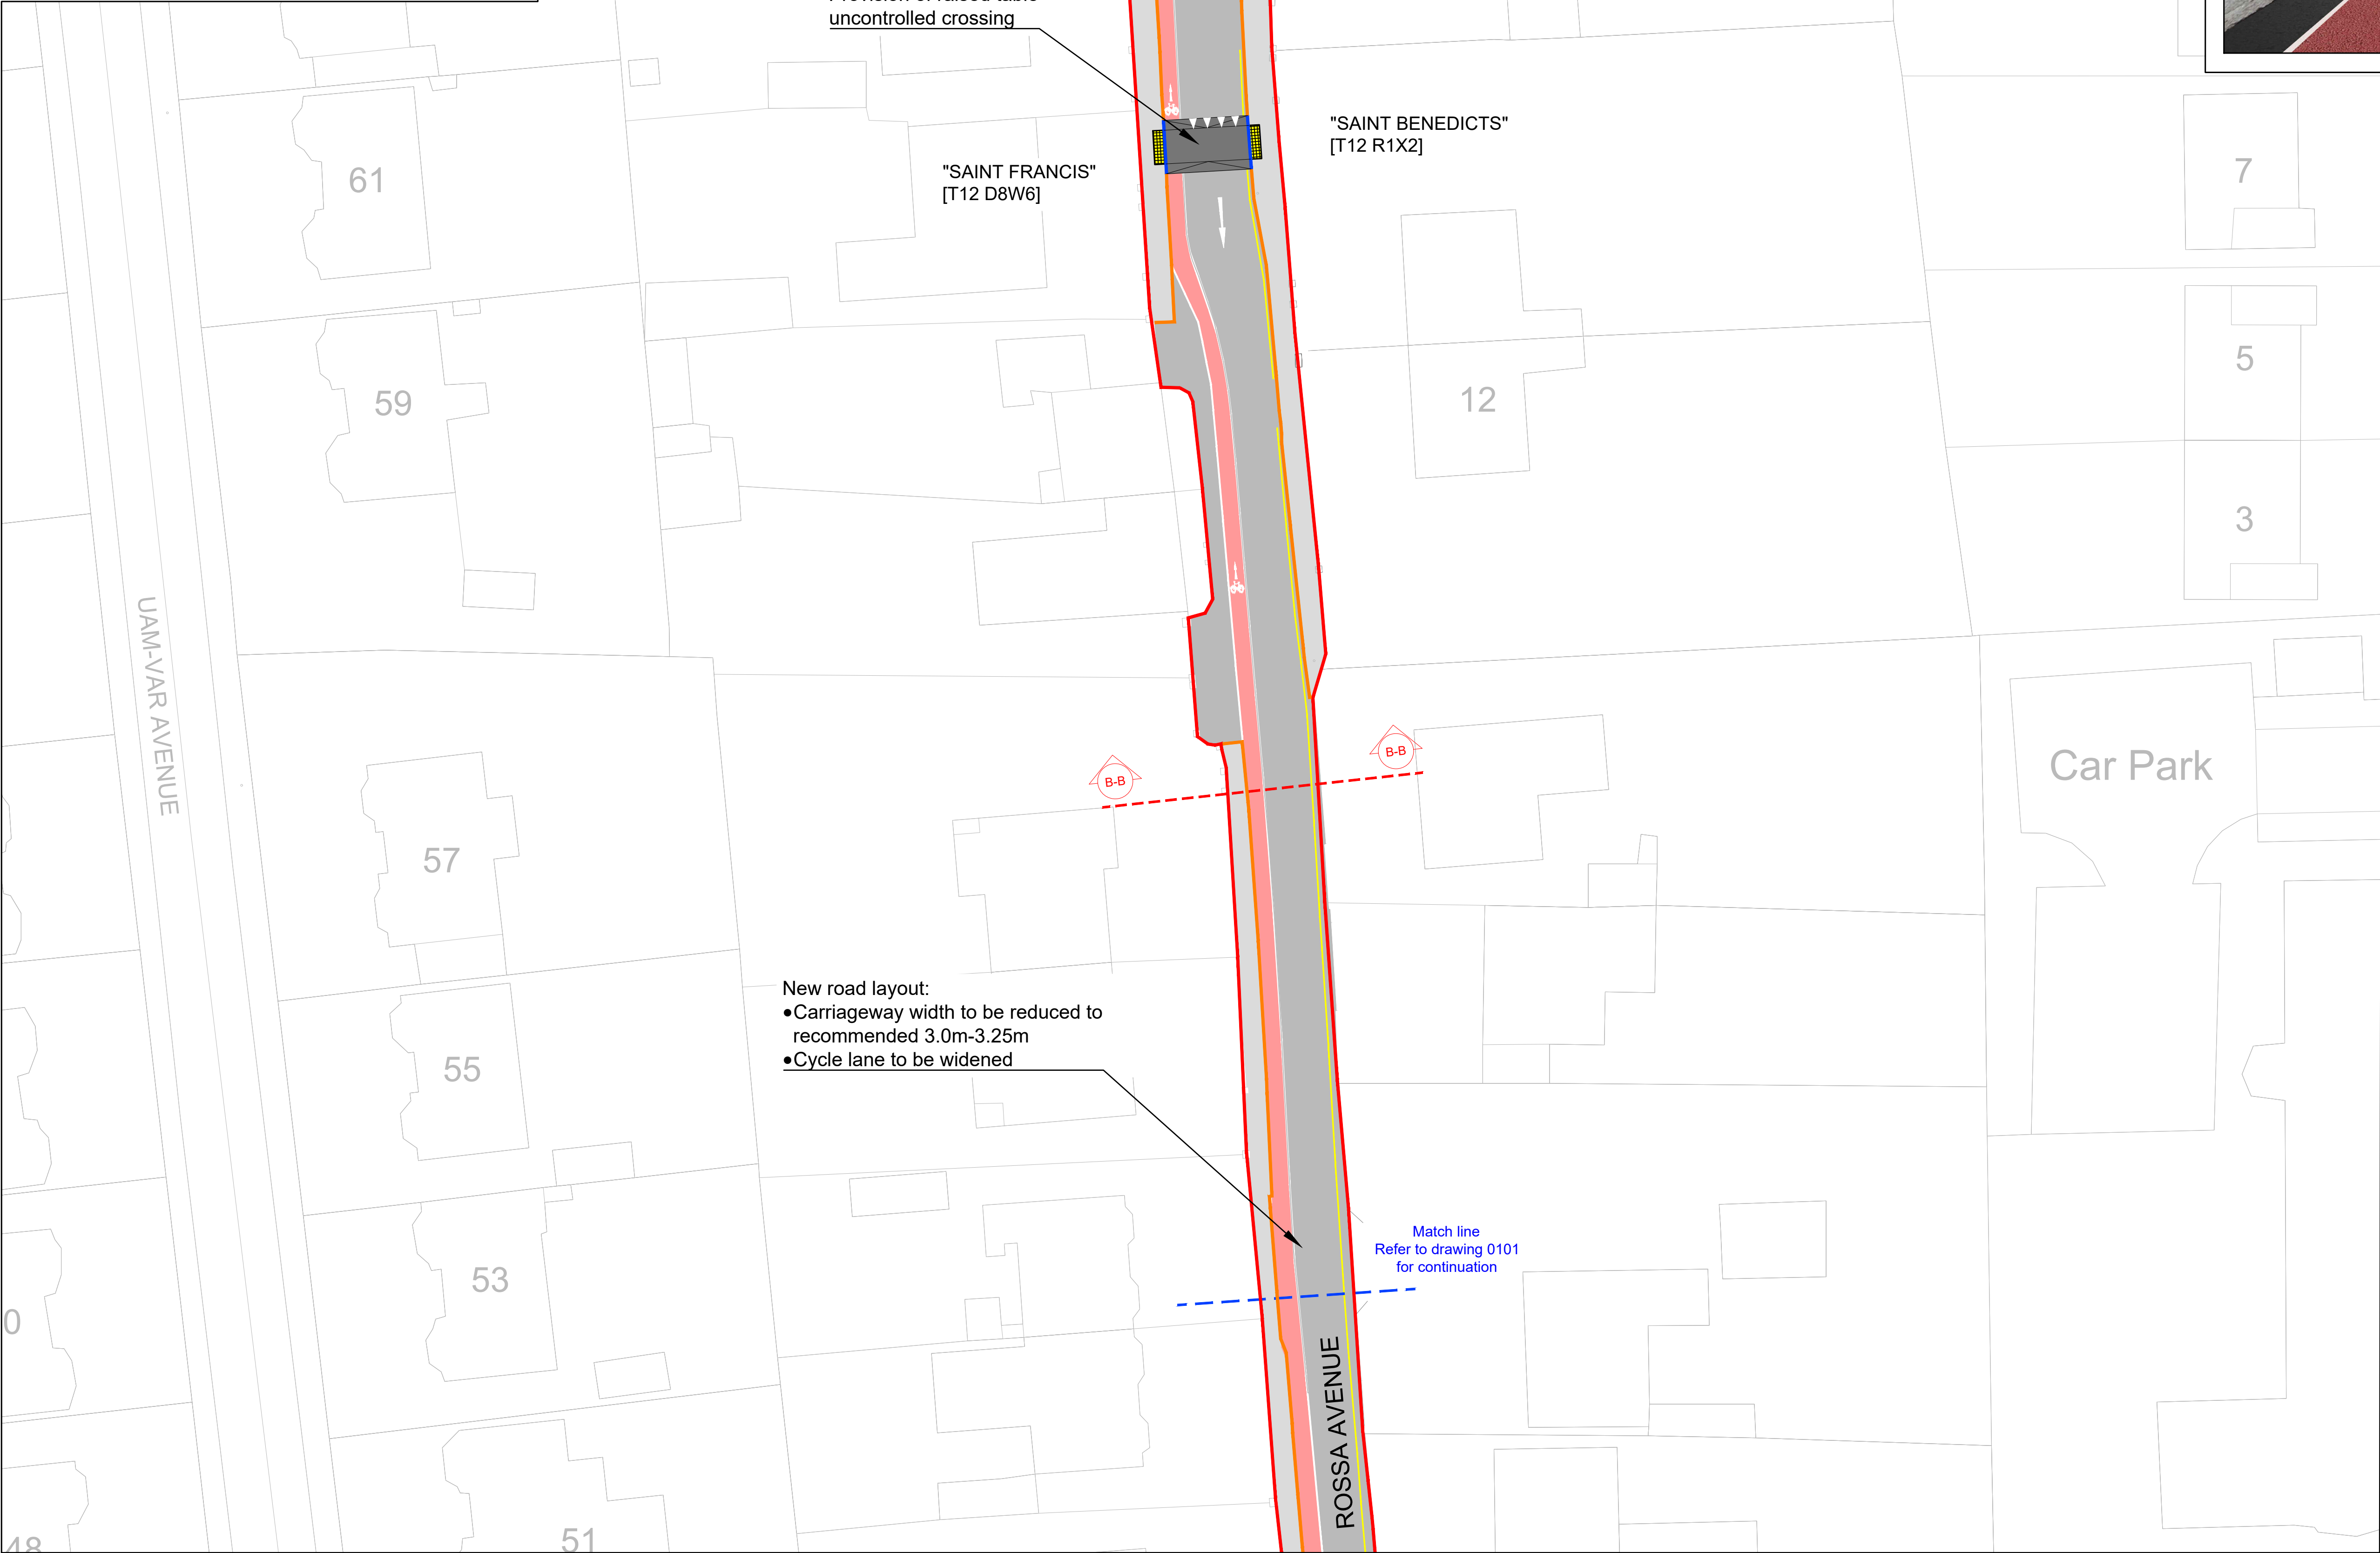 uncontrolled crossing
"SAINT BENEDICTS"
[T12 R1X2]
"SAINT FRANCIS"
[T12 D8W6]
61
7
5
59
12
3
UAM-VAR AVENUE
B-B
B-B
Car Park
57
New road layout:
•Carriageway width to be reduced to
recommended 3.0m-3.25m
•Cycle lane to be widened
55
Match line
Refer to drawing 0101
for continuation
53
0
ROSSA AVENUE
51
48